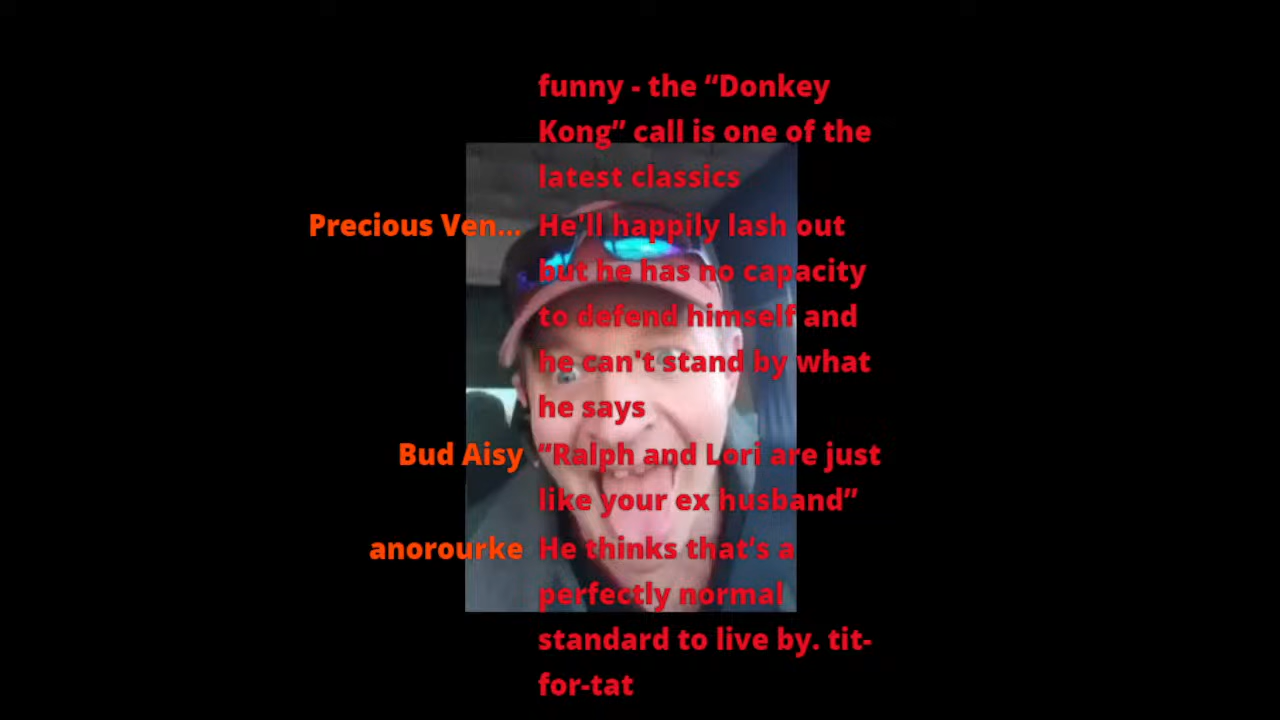 funny - the “Donkey
Kong” call is one of the
latest classics
Precious Ven... He'll happily lash out
but he has no capacity
to defend himself and
he can't stand by what
he says
Bud Aisy “Ralph and Lori are just
like your ex husband”
anorourke He thinks that’s a
perfectly normal
standard to live by. tit-
for-tat